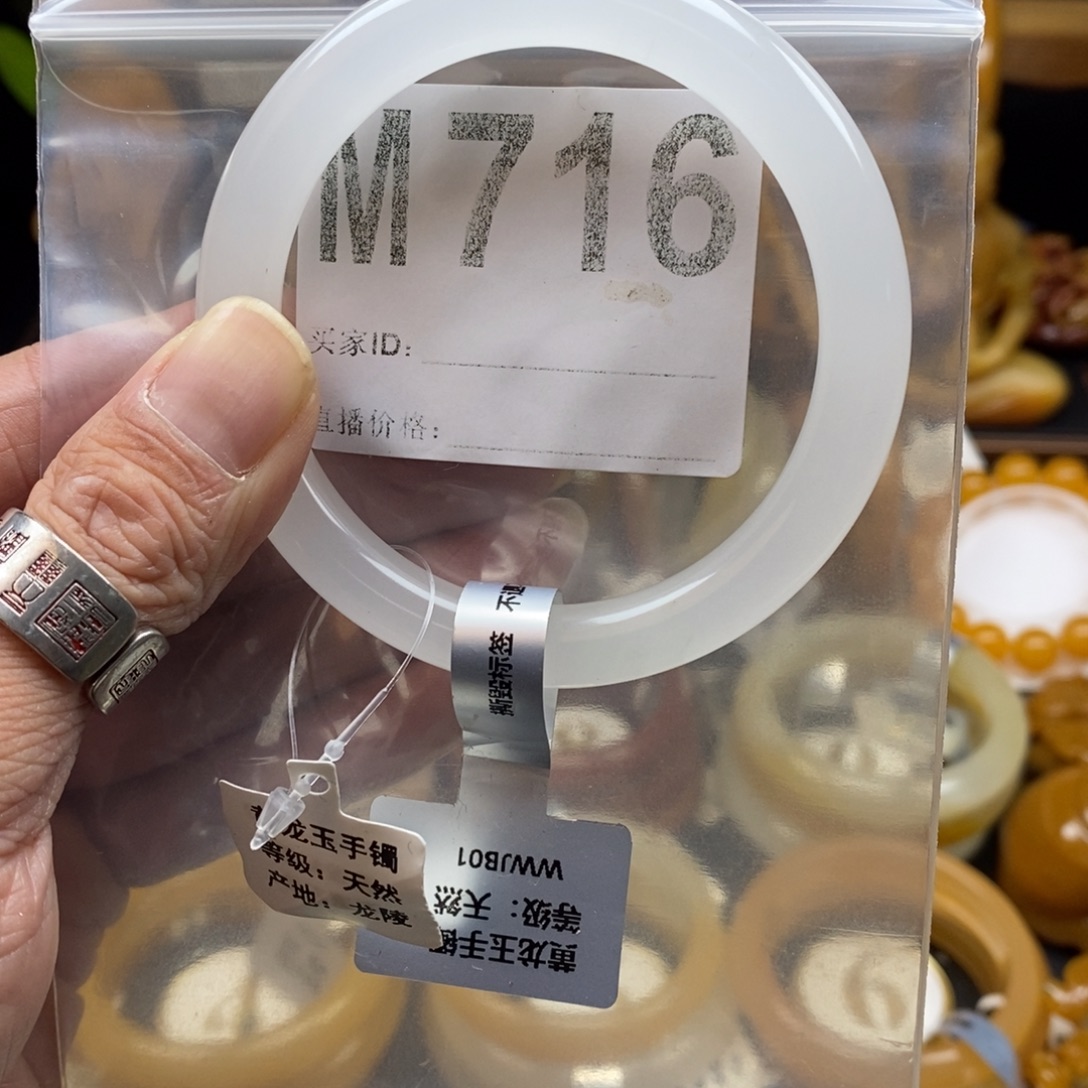 M716
买家ID:
直播价格:
撕毁标签 不退
龙玉手镯
等级: 天然
产地: 龙陵
黄龙玉手镯
等级: 天然
WWJB01